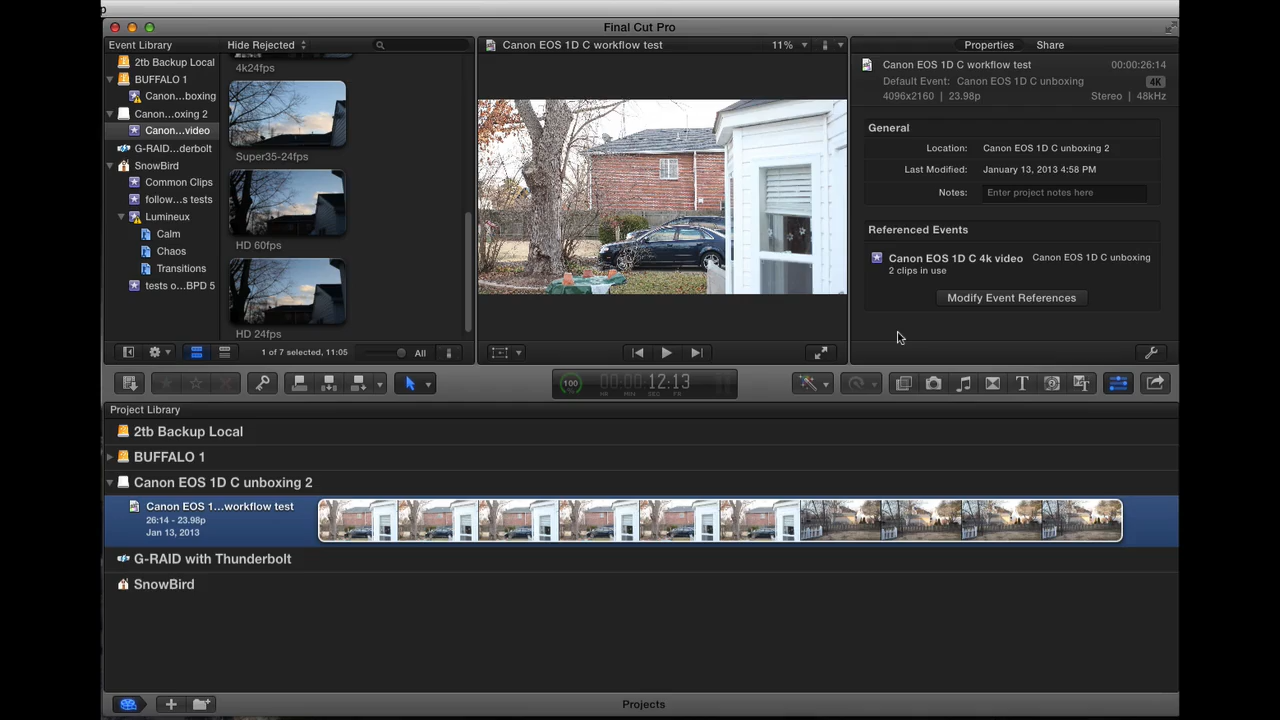 Final Cut Pro
Event Library
Hide Rejected
Canon EOS 1D C workflow test
11%
Properties
Share
2tb Backup Local
BUFFALO 1
Canon...boxing
Canon...oxing 2
Canon...video
G-RAID...derbolt
SnowBird
Common Clips
follow...s tests
Lumineux
Calm
Chaos
Transitions
tests o...BPD 5
4k24fps
Super35-24fps
HD 60fps
HD 24fps
1 of 7 selected, 11:05
All
Canon EOS 1D C workflow test
00:00:26:14
Default Event: Canon EOS 1D C unboxing
4K
4096x2160 | 23.98p
Stereo | 48kHz
General
Location: Canon EOS 1D C unboxing 2
Last Modified: January 13, 2013 4:58 PM
Notes: Enter project notes here
Referenced Events
Canon EOS 1D C 4k video
Canon EOS 1D C unboxing
2 clips in use
Modify Event References
100
00:00:12:13
HR MIN SEC FR
T
Project Library
2tb Backup Local
BUFFALO 1
Canon EOS 1D C unboxing 2
Canon EOS 1...workflow test
26:14 - 23.98p
Jan 13, 2013
G-RAID with Thunderbolt
SnowBird
Projects